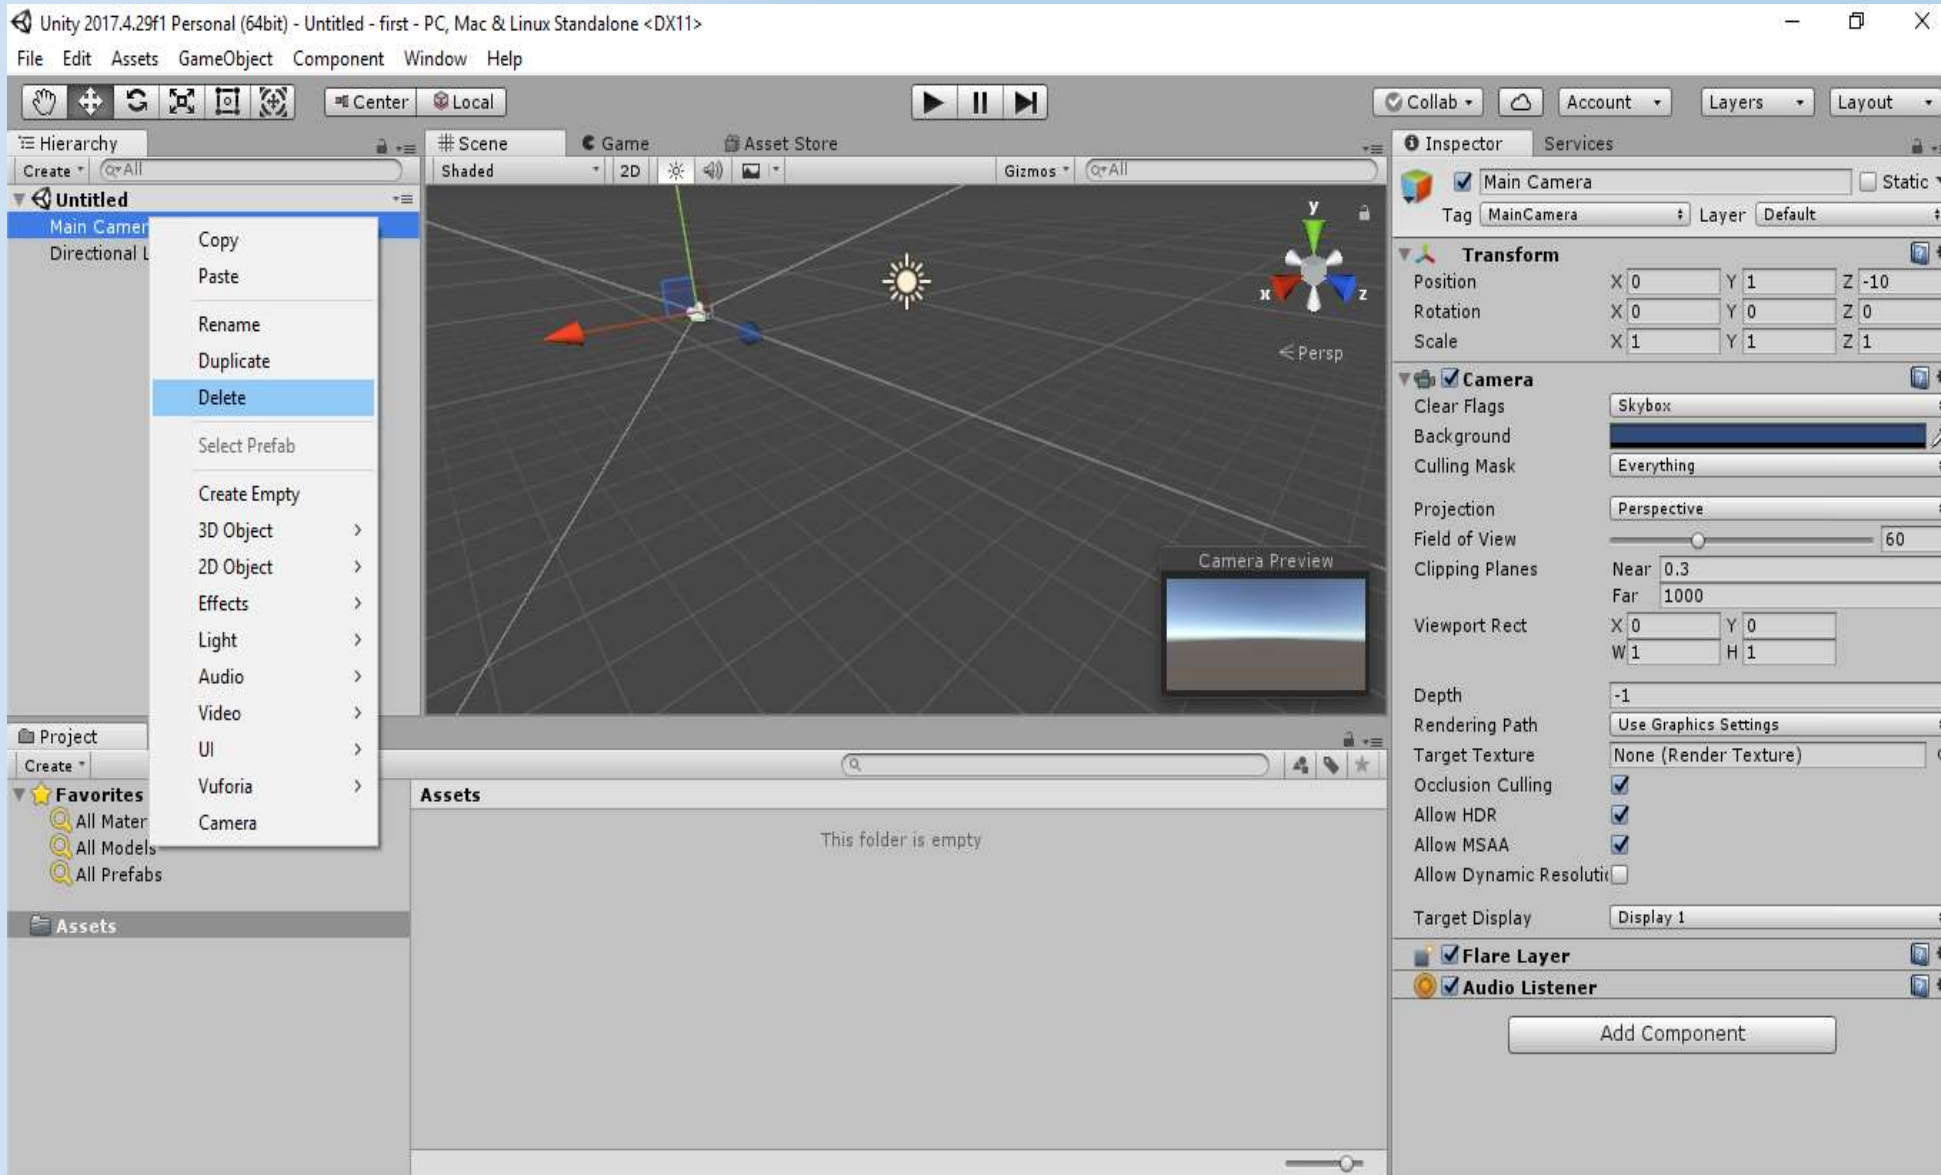 Unity 2017.4.29f1 Personal (64bit) - Untitled - first - PC, Mac & Linux Standalone <DX11>
File Edit Assets GameObject Component Window Help
Center Local Collab Account Layers Layout
Hierarchy
Create All
Untitled
Main Camer
Directional L
Copy
Paste
Rename
Duplicate
Delete
Select Prefab
Create Empty
3D Object
2D Object
Effects
Light
Audio
Video
UI
Vuforia
Camera
Scene Game Asset Store
Shaded 2D Gizmos All
y
x z
Persp
Camera Preview
Project
Create
Favorites
All Mater
All Models
All Prefabs
Assets
Assets
This folder is empty
Inspector Services
Main Camera Static
Tag MainCamera Layer Default
Transform
Position X 0 Y 1 Z -10
Rotation X 0 Y 0 Z 0
Scale X 1 Y 1 Z 1
Camera
Clear Flags Skybox
Background
Culling Mask Everything
Projection Perspective
Field of View 60
Clipping Planes Near 0.3
Far 1000
Viewport Rect X 0 Y 0
W 1 H 1
Depth -1
Rendering Path Use Graphics Settings
Target Texture None (Render Texture)
Occlusion Culling
Allow HDR
Allow MSAA
Allow Dynamic Resoluti
Target Display Display 1
Flare Layer
Audio Listener
Add Component